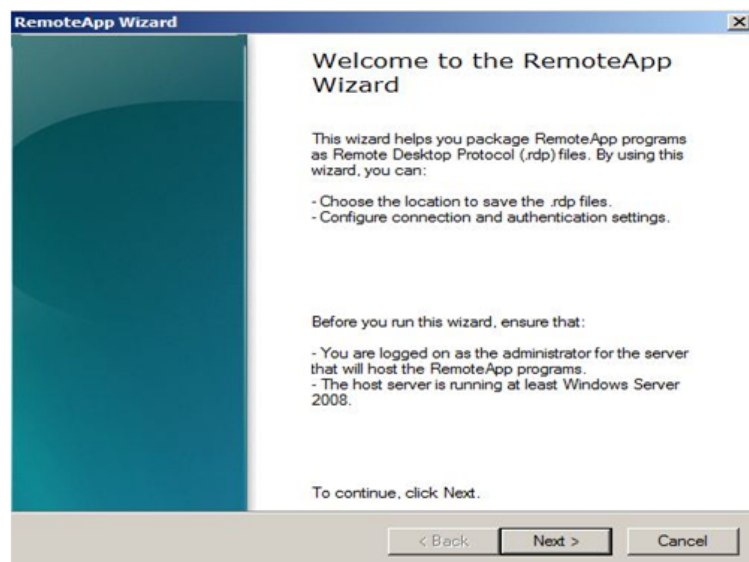 RemoteApp Wizard
Welcome to the RemoteApp
Wizard
This wizard helps you package RemoteApp programs
as Remote Desktop Protocol (.rdp) files. By using this
wizard, you can:
- Choose the location to save the .rdp files.
- Configure connection and authentication settings.
Before you run this wizard, ensure that:
- You are logged on as the administrator for the server
that will host the RemoteApp programs.
- The host server is running at least Windows Server
2008.
To continue, click Next.
< Back Next > Cancel